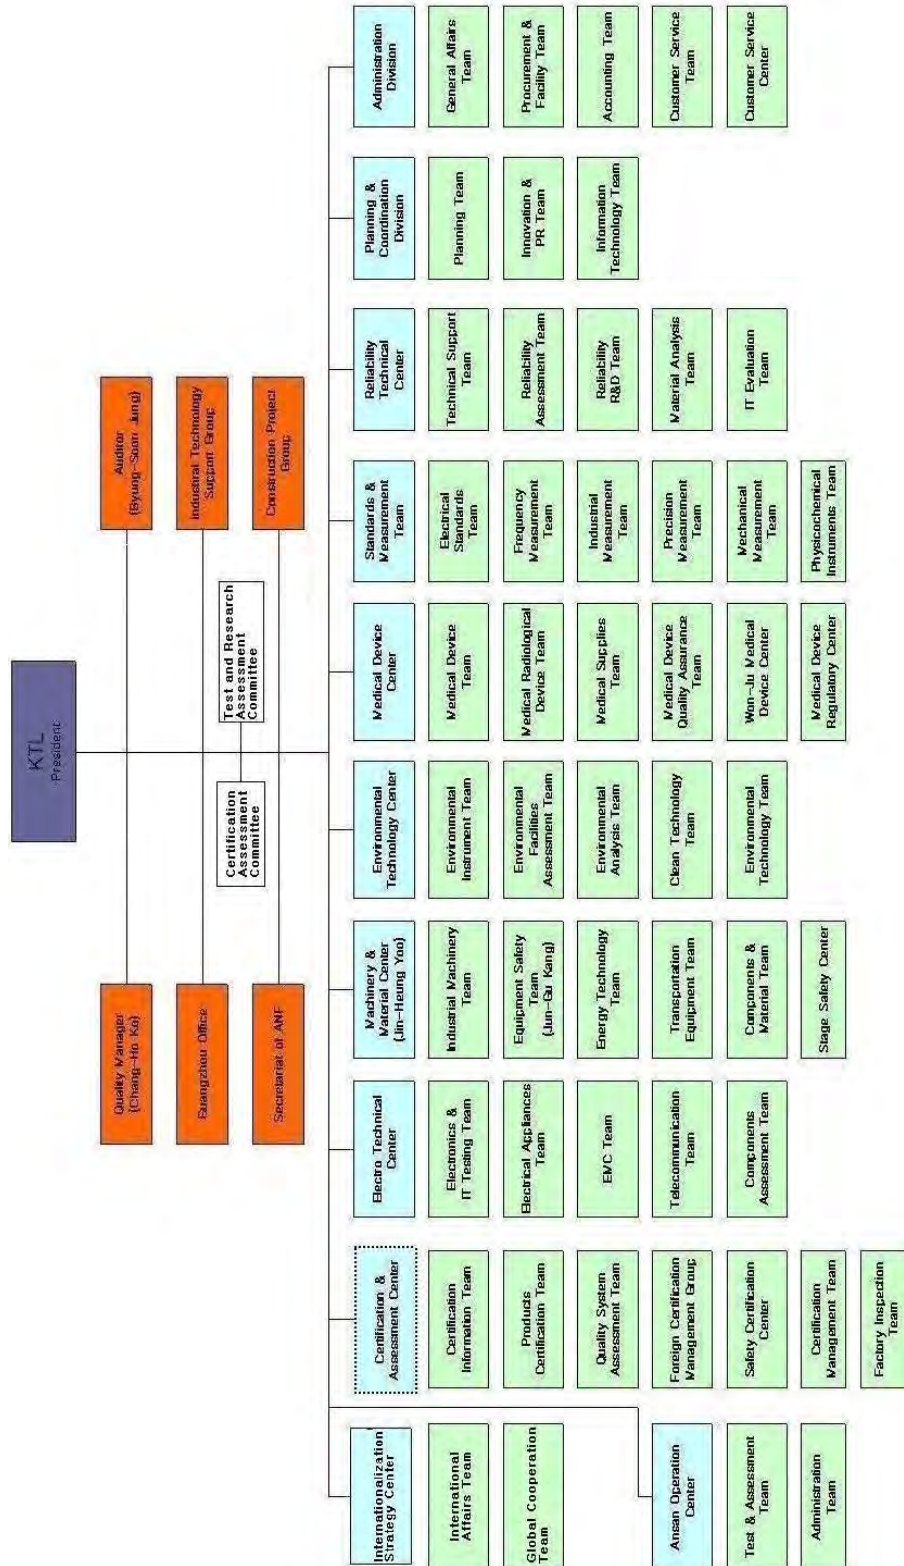 KTL
President
Quality Manager
(Chang-Ho Ko)
Auditor
(Byung-Soon Jung)
Guangzhou Office
Industrial Technology
Support Group
Secretariat of ANF
Construction Project
Group
Certification
Assessment
Committee
Test and Research
Assessment
Committee
Internationalization
Strategy Center
International
Affairs Team
Global Cooperation
Team
Ansan Operation
Center
Test & Assessment
Team
Administration
Team
Certification &
Assessment Center
Certification
Information Team
Products
Certification Team
Quality System
Assessment Team
Foreign Certification
Management Group
Safety Certification
Center
Certification
Management Team
Factory Inspection
Team
Electro Technical
Center
Electronics &
IT Testing Team
Electrical Appliances
Team
EMC Team
Telecommunication
Team
Components
Assessment Team
Machinery &
Material Center
(Jin-Heung Yoo)
Industrial Machinery
Team
Equipment Safety
Team
(Jun-Gu Kang)
Energy Technology
Team
Transportation
Equipment Team
Components &
Material Team
Stage Safety Center
Environmental
Technology Center
Environmental
Instrument Team
Environmental
Facilities
Assessment Team
Environmental
Analysis Team
Clean Technology
Team
Environmental
Technology Team
Medical Device
Center
Medical Device
Team
Medical Radiological
Device Team
Medical Supplies
Team
Medical Device
Quality Assurance
Team
Won-Ju Medical
Device Center
Medical Device
Regulatory Center
Standards &
Measurement
Team
Electrical
Standards
Team
Frequency
Measurement
Team
Industrial
Measurement
Team
Precision
Measurement
Team
Mechanical
Measurement
Team
Physicochemical
Instruments Team
Reliability
Technical
Center
Technical Support
Team
Reliability
Assessment Team
Reliability
R&D Team
Material Analysis
Team
IT Evaluation
Team
Planning &
Coordination
Division
Planning Team
Innovation &
PR Team
Information
Technology Team
Administration
Division
General Affairs
Team
Procurement &
Facility Team
Accounting Team
Customer Service
Team
Customer Service
Center